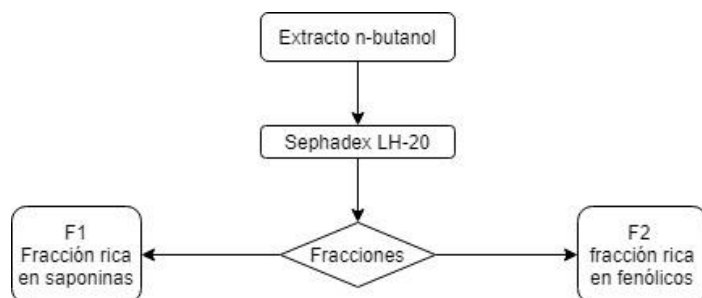 Extracto n-butanol
Sephadex LH-20
F1
Fracción rica
en saponinas
Fracciones
F2
fracción rica
en fenólicos